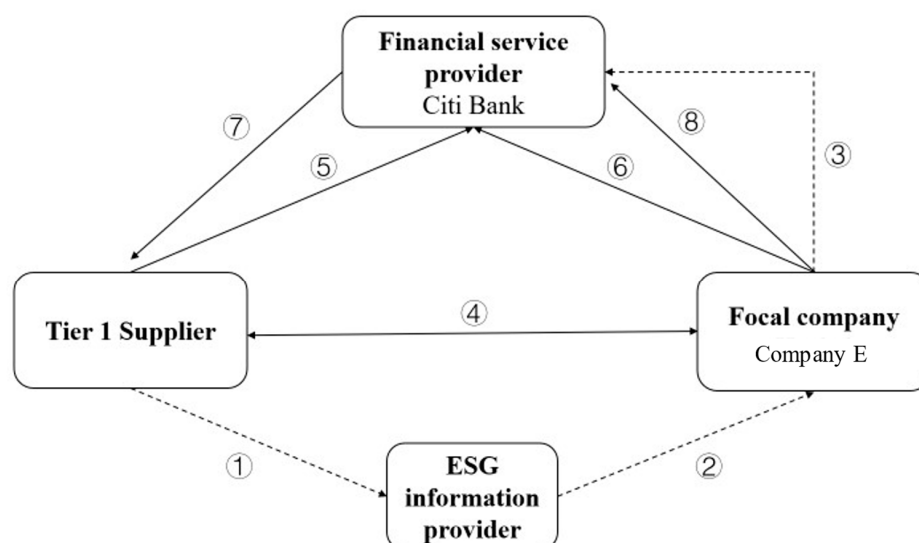 Financial service
provider
Citi Bank
⑦
⑤
⑥
⑧
③
Tier 1 Supplier
④
Focal company
Company E
①
ESG
information
provider
②